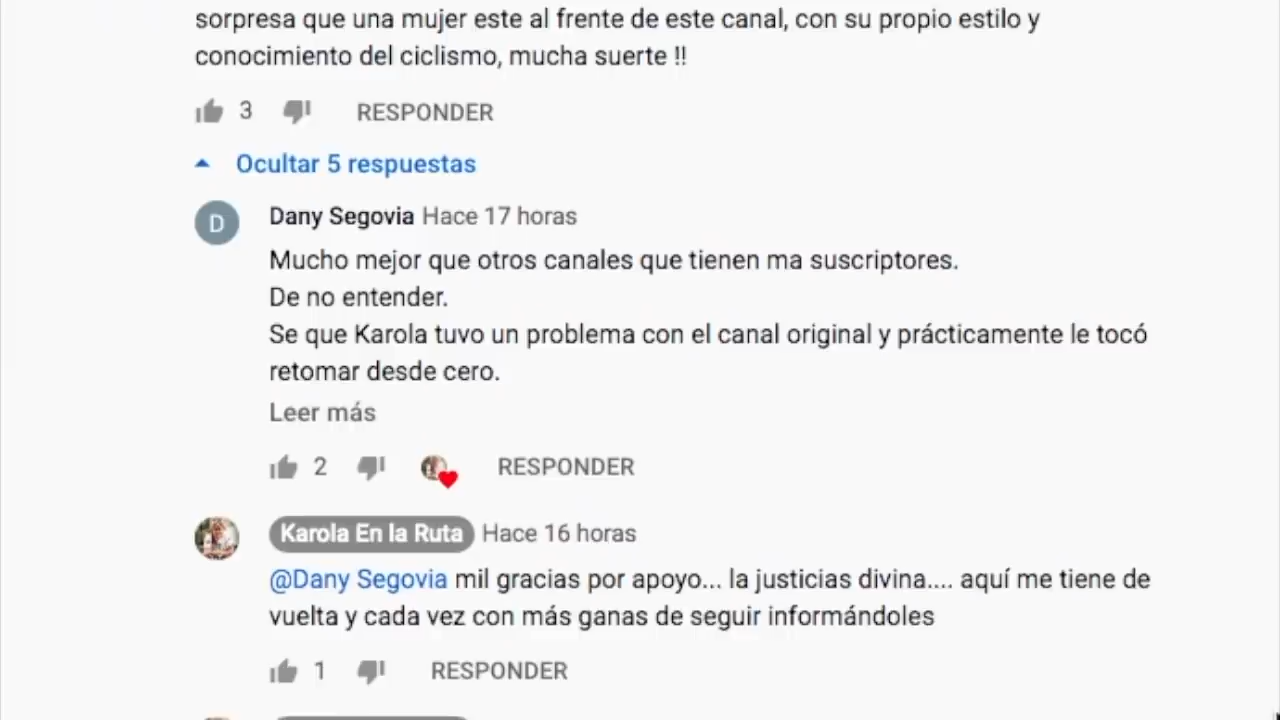 sorpresa que una mujer este al frente de este canal, con su propio estilo y
conocimiento del ciclismo, mucha suerte !!
3 RESPONDER
Ocultar 5 respuestas
D
Dany Segovia Hace 17 horas
Mucho mejor que otros canales que tienen ma suscriptores.
De no entender.
Se que Karola tuvo un problema con el canal original y prácticamente le tocó
retomar desde cero.
Leer más
2 RESPONDER
Karola En la Ruta Hace 16 horas
@Dany Segovia mil gracias por apoyo... la justicias divina.... aquí me tiene de
vuelta y cada vez con más ganas de seguir informándoles
1 RESPONDER